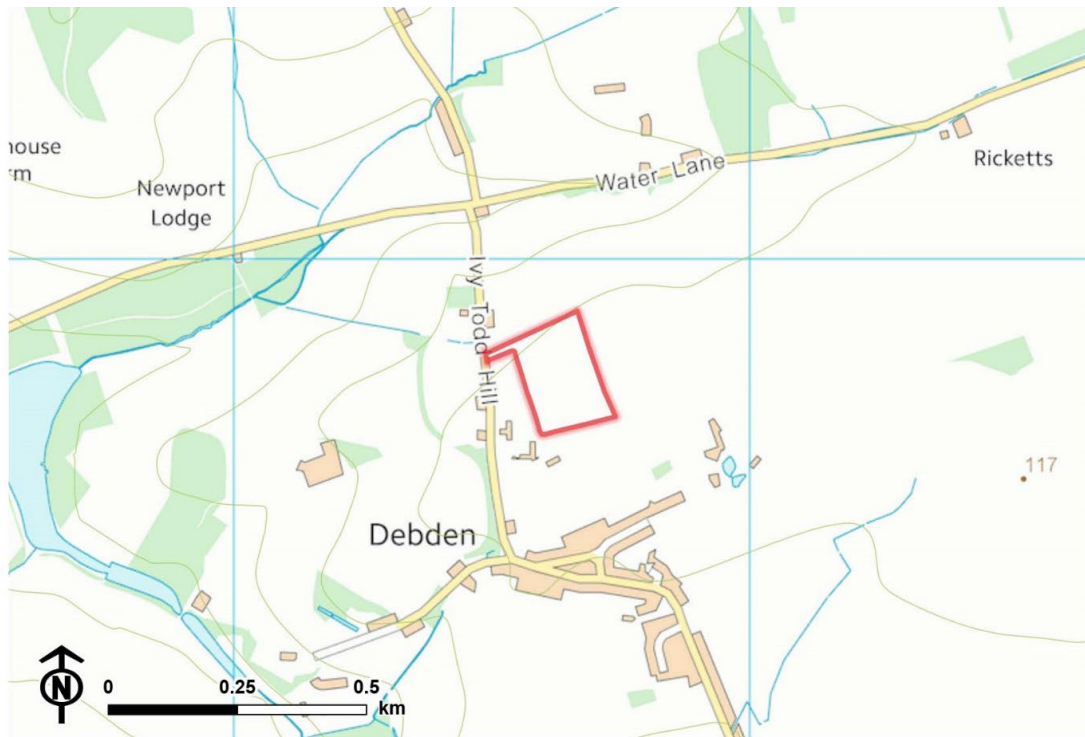 house
rm
Newport
Lodge
Water Lane
Ricketts
Ivy Todd Hill
117
Debden
N
0 0.25 0.5
km